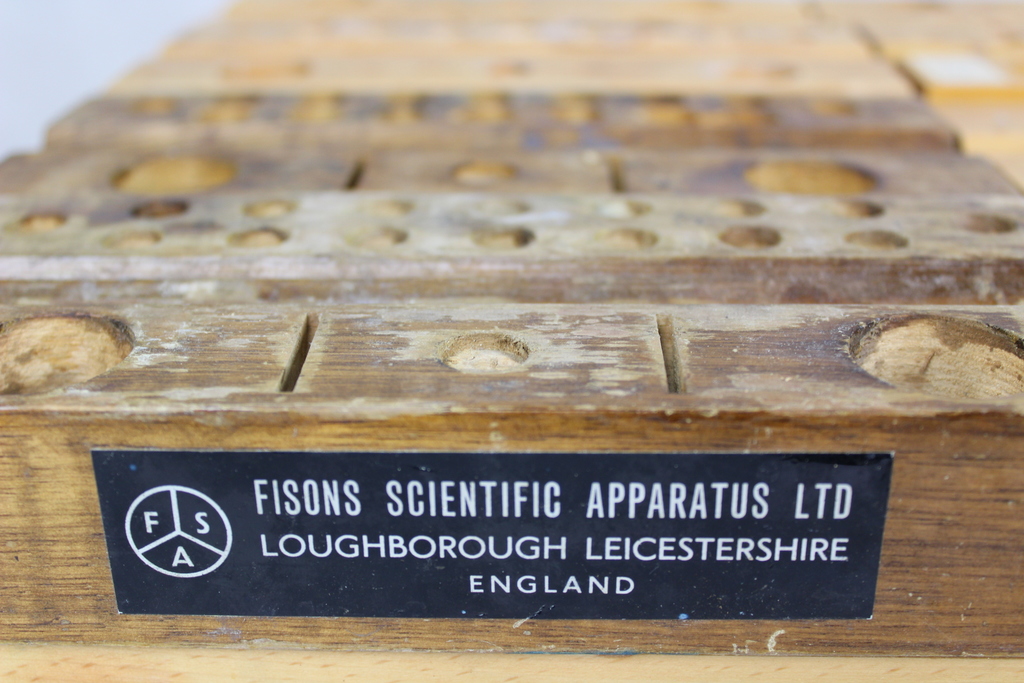 F S
A
FISONS SCIENTIFIC APPARATUS LTD
LOUGHBOROUGH LEICESTERSHIRE
ENGLAND